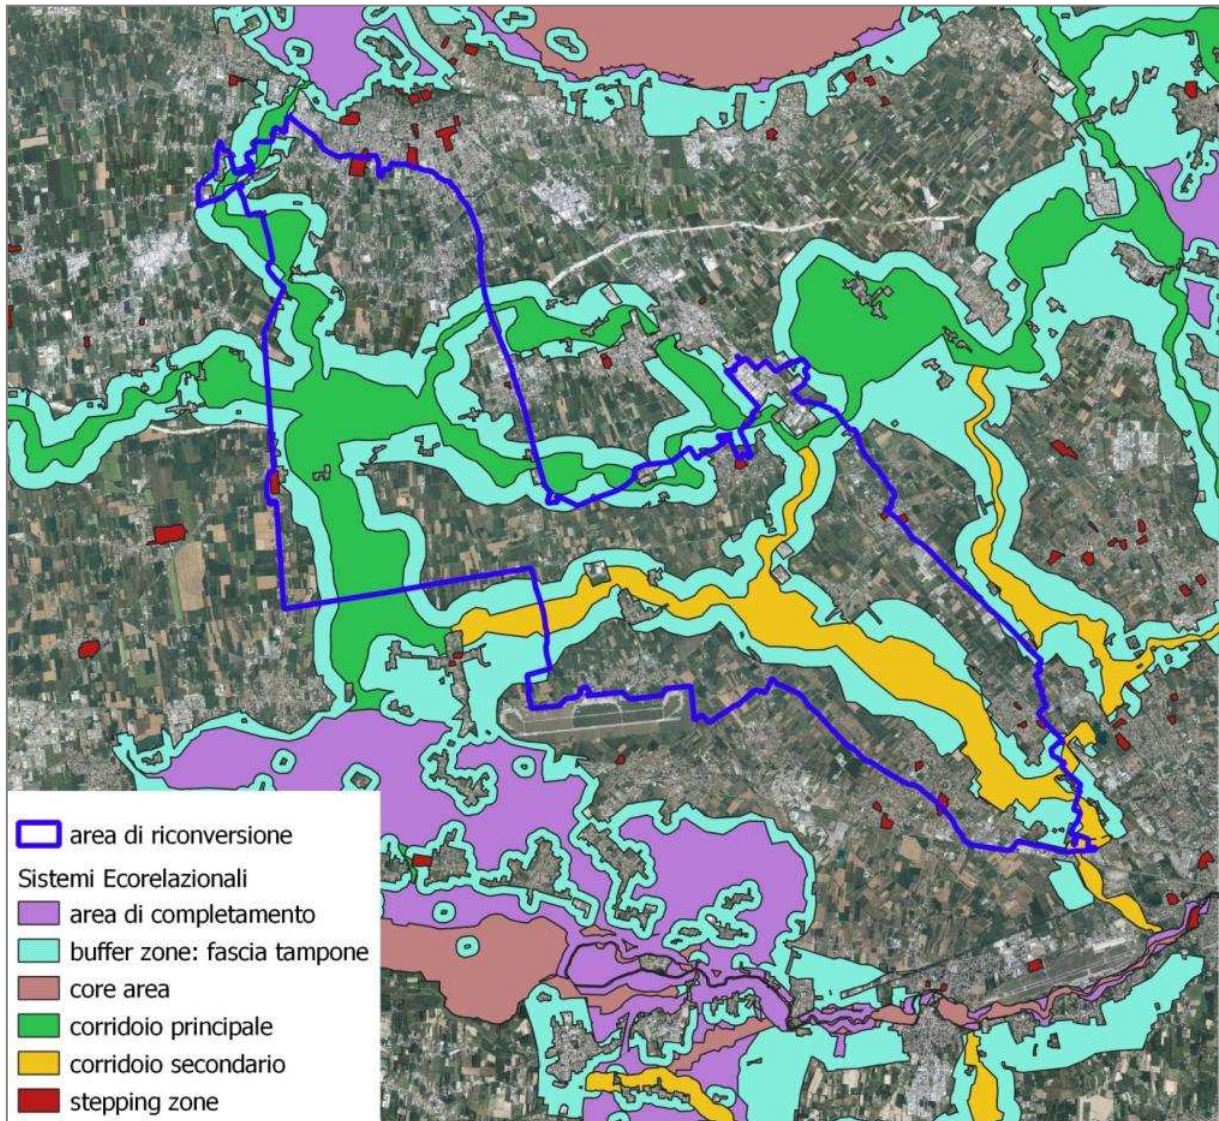 area di riconversione
Sistemi Ecorelazionali
area di completamento
buffer zone: fascia tampone
core area
corridoio principale
corridoio secondario
stepping zone